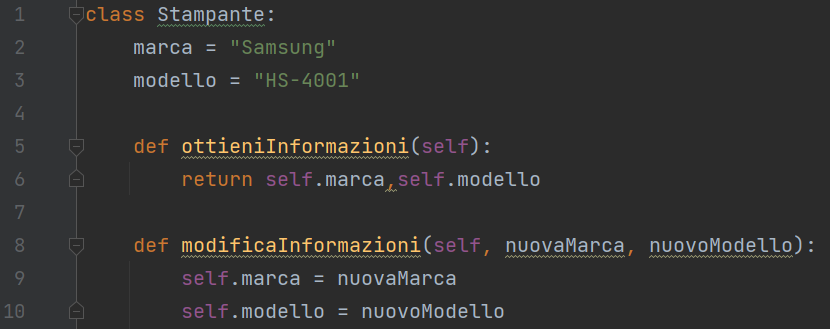 1 class Stampante:
2 marca = "Samsung"
3 modello = "HS-4001"
4
5 def ottieniInformazioni(self):
6 return self.marca,self.modello
7
8 def modificaInformazioni(self, nuovaMarca, nuovoModello):
9 self.marca = nuovaMarca
10 self.modello = nuovoModello